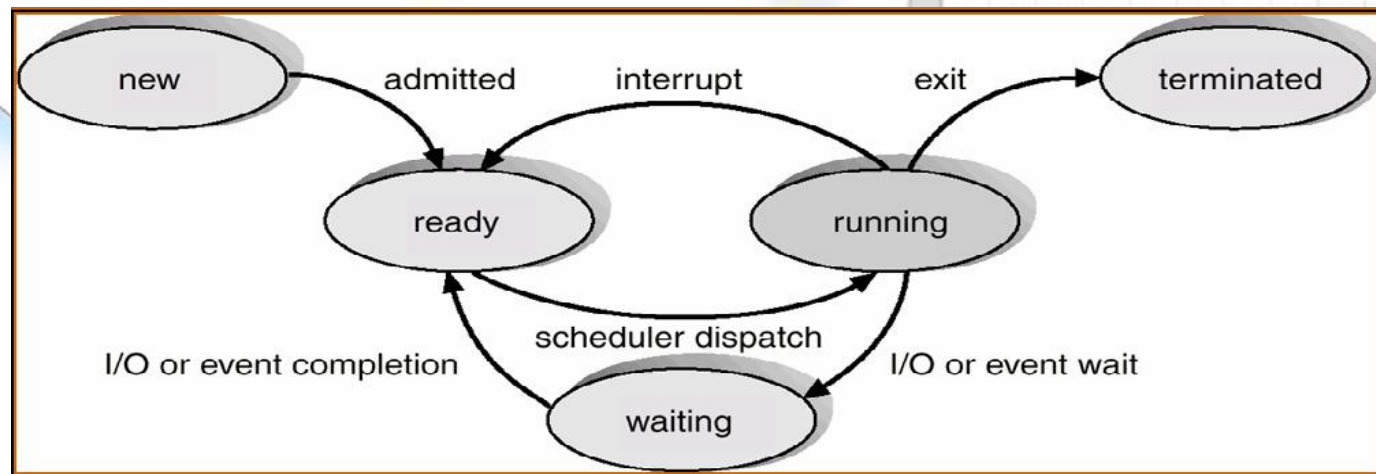 new
admitted
interrupt
exit
terminated
ready
running
scheduler dispatch
I/O or event completion
I/O or event wait
waiting